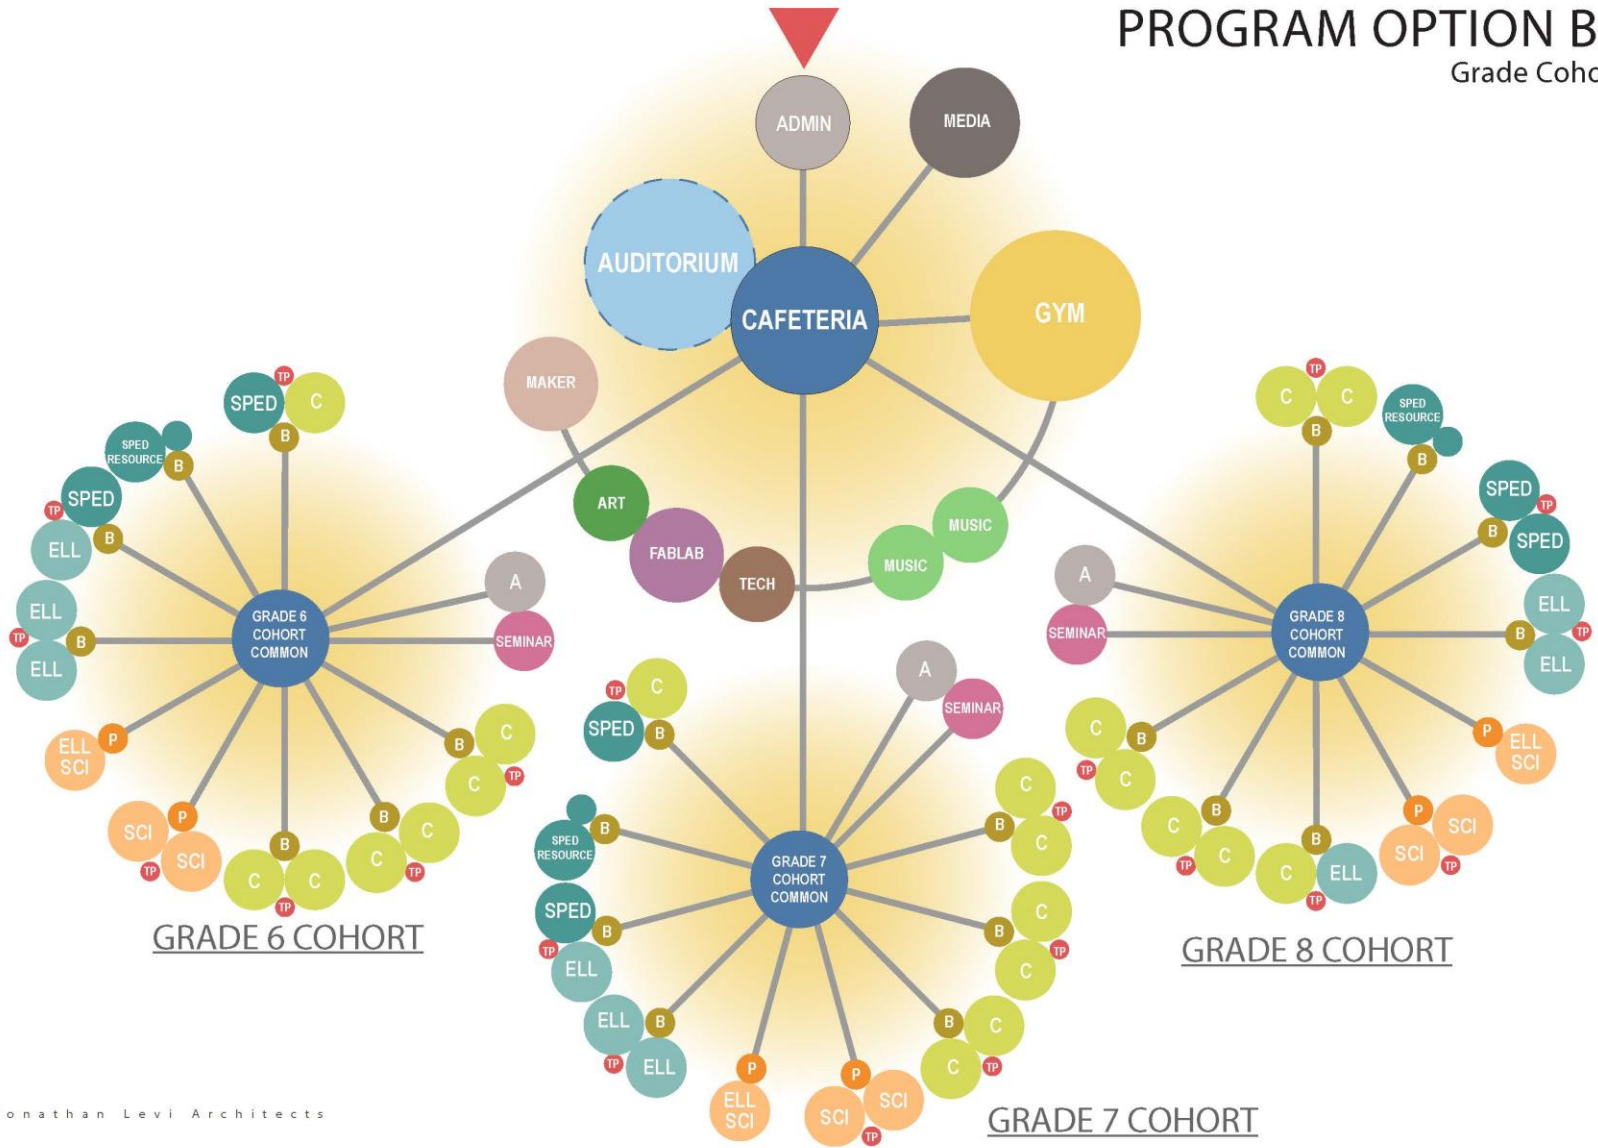 PROGRAM OPTION B
Grade Coho
ADMIN
MEDIA
AUDITORIUM
CAFETERIA
GYM
MAKER
ART
FABLAB
TECH
MUSIC
MUSIC
TP
SPED
C
B
SPED
RESOURCE
B
SPED
TP
B
ELL
ELL
TP
B
ELL
ELL
SCI
P
SCI
P
SCI
TP
B
C
C
TP
B
C
C
TP
B
C
C
TP
A
SEMINAR
GRADE 6
COHORT
COMMON
GRADE 6 COHORT
TP
C
SPED
B
SPED
RESOURCE
B
SPED
B
TP
ELL
ELL
B
TP
ELL
P
ELL
SCI
P
SCI
SCI
TP
B
C
C
TP
B
C
C
TP
B
C
C
TP
A
SEMINAR
GRADE 7
COHORT
COMMON
GRADE 7 COHORT
TP
C
C
B
SPED
RESOURCE
B
SPED
TP
B
SPED
ELL
B
TP
ELL
P
ELL
SCI
P
SCI
SCI
TP
B
C
ELL
TP
B
C
C
TP
B
C
C
TP
A
SEMINAR
GRADE 8
COHORT
COMMON
GRADE 8 COHORT
onathan Levi Architects